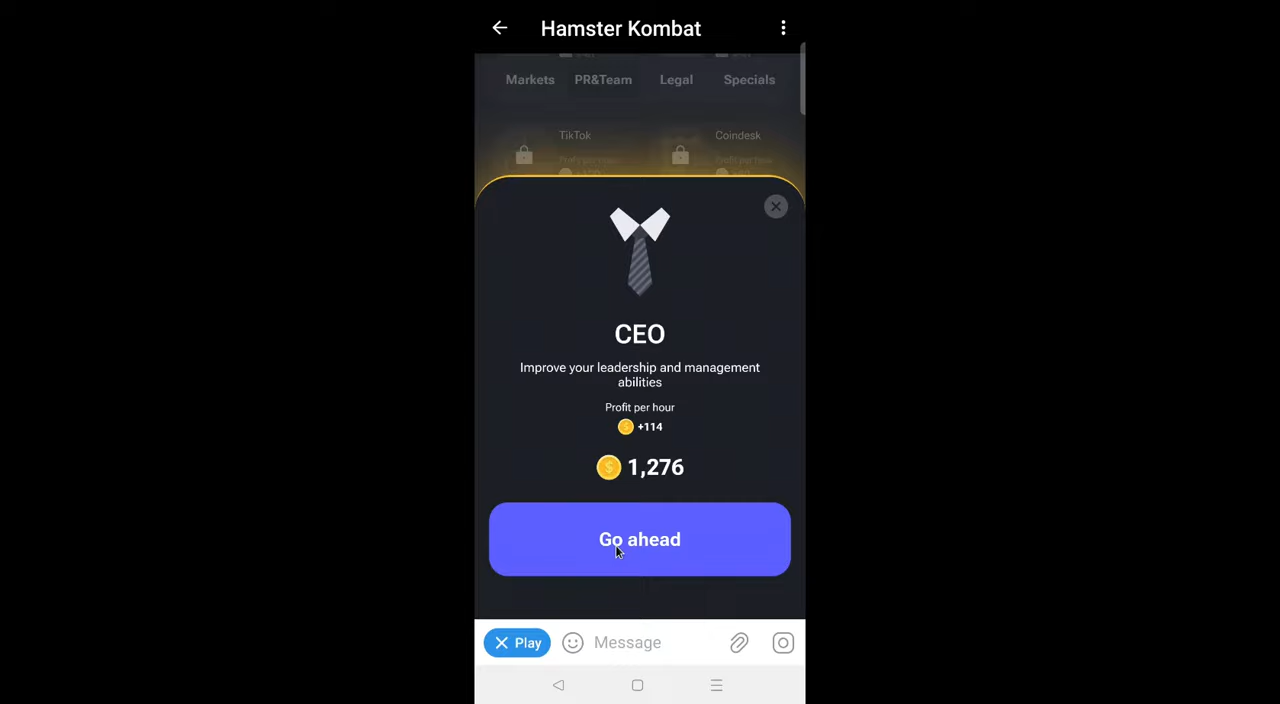 Hamster Kombat
Markets PR&Team Legal Specials
TikTok Coindesk
CEO
Improve your leadership and management
abilities
Profit per hour
+114
1,276
Go ahead
Play Message